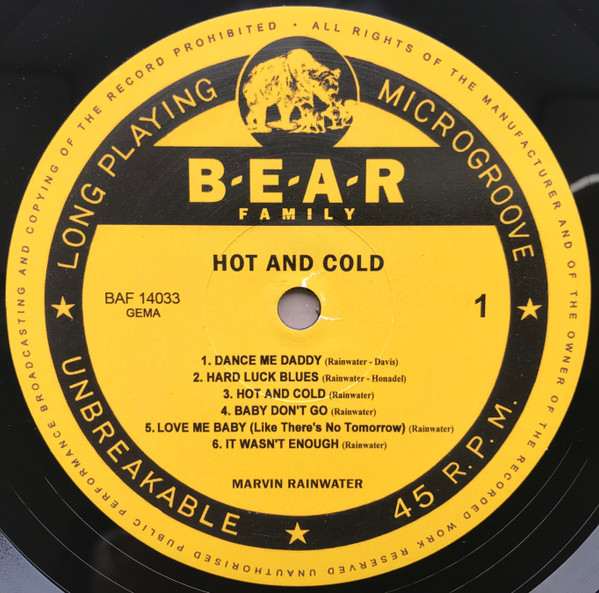 ALL RIGHTS OF THE MANUFACTURER AND OF THE OWNER OF THE RECORDED WORK RESERVED UNAUTHORISED PUBLIC PERFORMANCE BROADCASTING AND COPYING OF THE RECORD PROHIBITED •
LONG PLAYING
MICROGROOVE
B-E-A-R
FAMILY
HOT AND COLD
BAF 14033
GEMA
1
1. DANCE ME DADDY (Rainwater - Davis)
2. HARD LUCK BLUES (Rainwater - Honadel)
3. HOT AND COLD (Rainwater)
4. BABY DON'T GO (Rainwater)
5. LOVE ME BABY (Like There's No Tomorrow) (Rainwater)
6. IT WASN'T ENOUGH (Rainwater)
MARVIN RAINWATER
UNBREAKABLE
45 R.P.M.